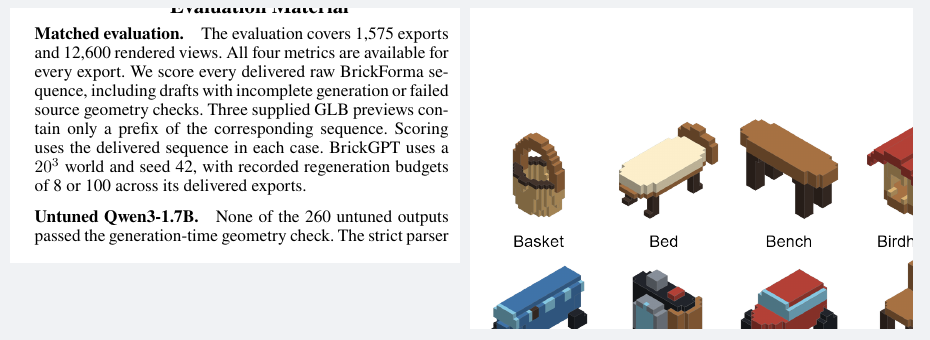 Evaluation Material
Matched evaluation. The evaluation covers 1,575 exports
and 12,600 rendered views. All four metrics are available for
every export. We score every delivered raw BrickForma se-
quence, including drafts with incomplete generation or failed
source geometry checks. Three supplied GLB previews con-
tain only a prefix of the corresponding sequence. Scoring
uses the delivered sequence in each case. BrickGPT uses a
20³ world and seed 42, with recorded regeneration budgets
of 8 or 100 across its delivered exports.
Untuned Qwen3-1.7B. None of the 260 untuned outputs
passed the generation-time geometry check. The strict parser
Basket Bed Bench Birdh